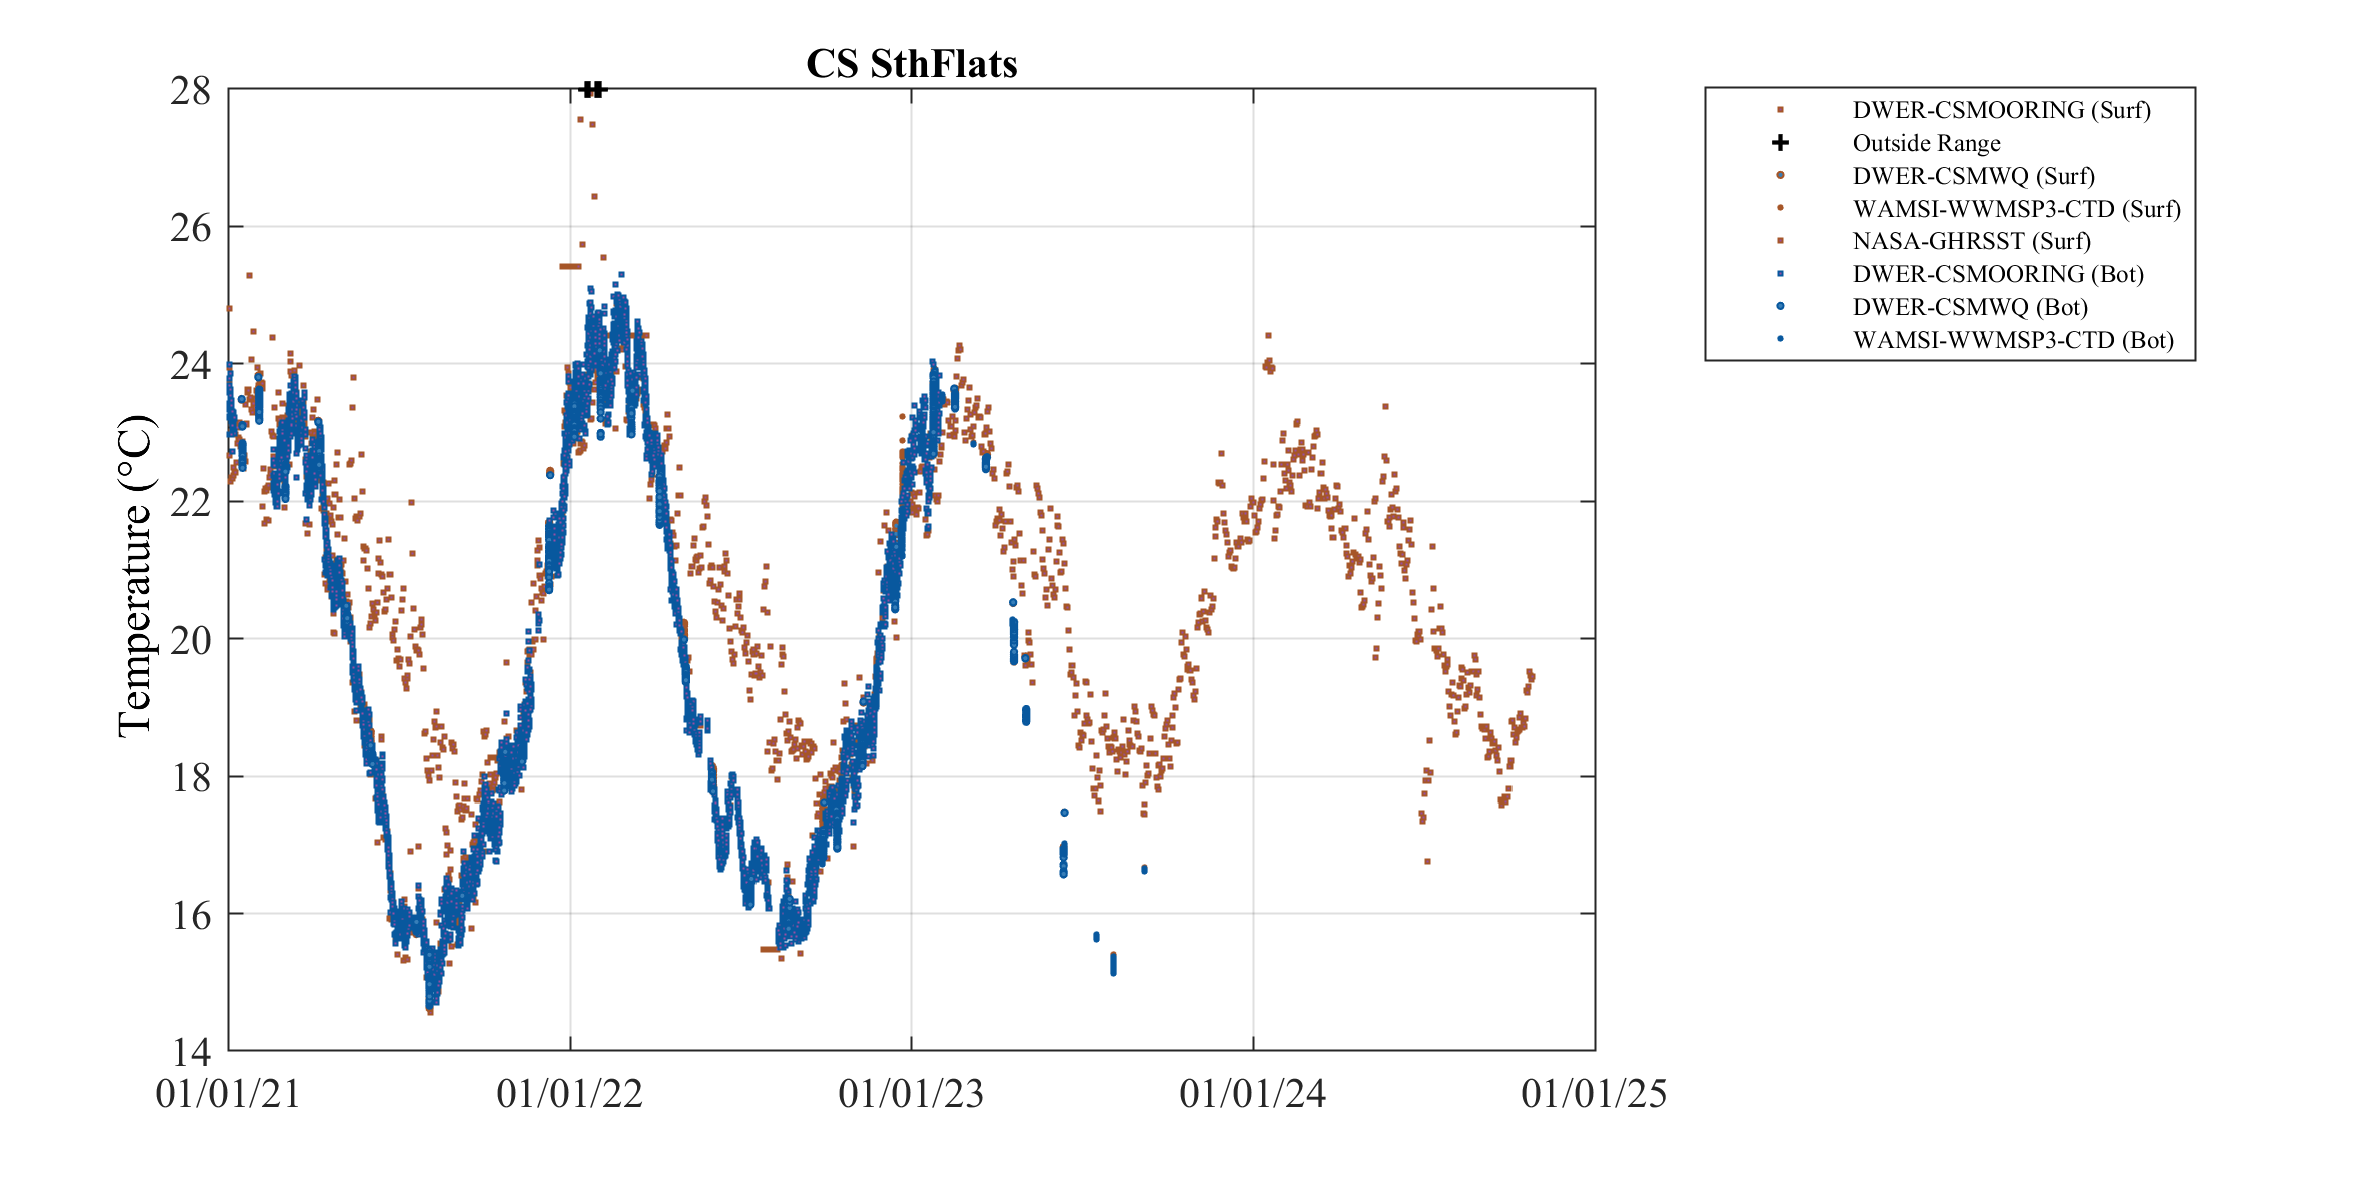 CS SthFlats
28
26
24
22
20
18
16
14
Temperature (°C)
01/01/21
01/01/22
01/01/23
01/01/24
01/01/25
DWER-CSMOORING (Surf)
Outside Range
DWER-CSMWQ (Surf)
WAMSI-WWMSP3-CTD (Surf)
NASA-GHRSST (Surf)
DWER-CSMOORING (Bot)
DWER-CSMWQ (Bot)
WAMSI-WWMSP3-CTD (Bot)